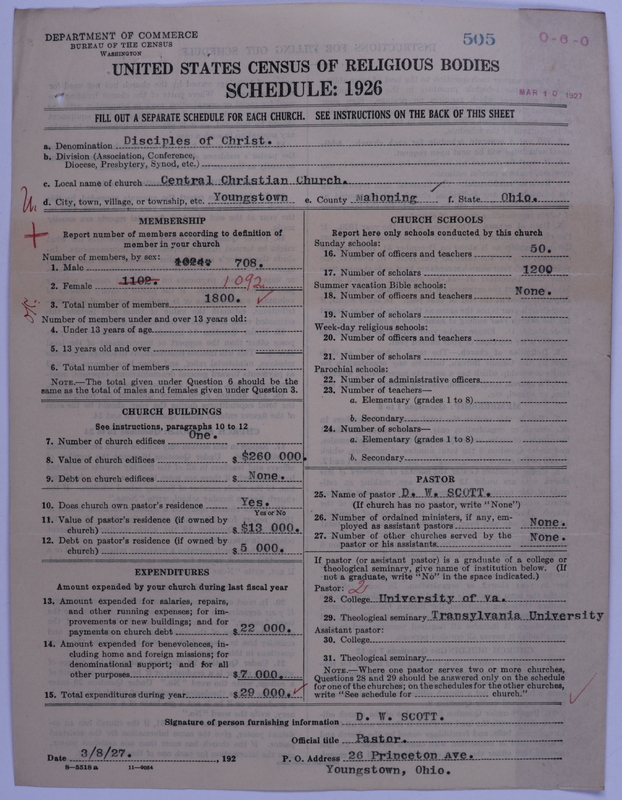 DEPARTMENT OF COMMERCE
BUREAU OF THE CENSUS
WASHINGTON
505
0-6-0
MAR 10 1927
UNITED STATES CENSUS OF RELIGIOUS BODIES
SCHEDULE: 1926
FILL OUT A SEPARATE SCHEDULE FOR EACH CHURCH. SEE INSTRUCTIONS ON THE BACK OF THIS SHEET
a. Denomination Disciples of Christ.
b. Division (Association, Conference,
Diocese, Presbytery, Synod, etc.)
c. Local name of church Central Christian Church.
d. City, town, village, or township, etc. Youngstown e. County Mahoning f. State Ohio.
MEMBERSHIP
Report number of members according to definition of
member in your church
Number of members, by sex:
1. Male 1024. 708.
2. Female 1102. 1092
3. Total number of members 1800.
Number of members under and over 13 years old:
4. Under 13 years of age
5. 13 years old and over
6. Total number of members
NOTE.—The total given under Question 6 should be the
same as the total of males and females given under Question 3.
CHURCH BUILDINGS
See instructions, paragraphs 10 to 12
7. Number of church edifices One.
8. Value of church edifices $ $260 000.
9. Debt on church edifices $ None.
10. Does church own pastor's residence Yes.
Yes or No
11. Value of pastor's residence (if owned by
church) $ $13 000.
12. Debt on pastor's residence (if owned by
church) $ 5 000.
EXPENDITURES
Amount expended by your church during last fiscal year
13. Amount expended for salaries, repairs,
and other running expenses; for im-
provements or new buildings; and for
payments on church debt $ 22 000.
14. Amount expended for benevolences, in-
cluding home and foreign missions; for
denominational support; and for all
other purposes $ 7 000.
15. Total expenditures during year $ 29 000.
CHURCH SCHOOLS
Report here only schools conducted by this church
Sunday schools:
16. Number of officers and teachers 50.
17. Number of scholars 1200
Summer vacation Bible schools:
18. Number of officers and teachers None.
19. Number of scholars
Week-day religious schools:
20. Number of officers and teachers
21. Number of scholars
Parochial schools:
22. Number of administrative officers
23. Number of teachers—
a. Elementary (grades 1 to 8)
b. Secondary
24. Number of scholars—
a. Elementary (grades 1 to 8)
b. Secondary
PASTOR
25. Name of pastor D. W. SCOTT.
(If church has no pastor, write "None")
26. Number of ordained ministers, if any, em-
ployed as assistant pastors None.
27. Number of other churches served by the
pastor or his assistants None.
If pastor (or assistant pastor) is a graduate of a college or
theological seminary, give name of institution below. (If
not a graduate, write "No" in the space indicated.)
Pastor: 2
28. College University of Va.
29. Theological seminary Transylvania University
Assistant pastor:
30. College
31. Theological seminary
NOTE.—Where one pastor serves two or more churches,
Questions 28 and 29 should be answered only on the schedule
for one of the churches; on the schedules for the other churches,
write "See schedule for church."
Signature of person furnishing information D. W. SCOTT.
Official title Pastor.
Date 3/8/27. , 192 P. O. Address 26 Princeton Ave.
8—5518 a 11—9064 Youngstown, Ohio.